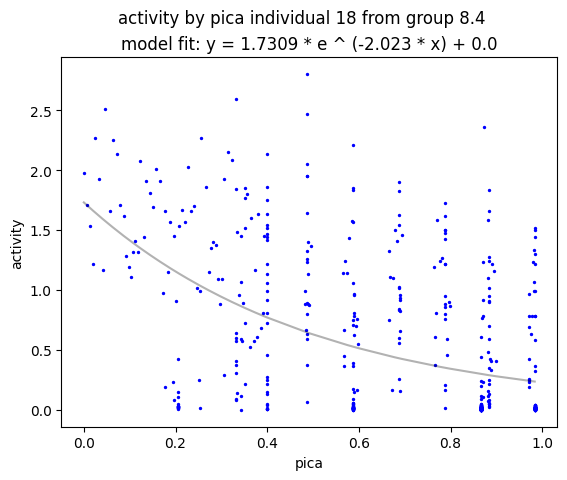 activity by pica individual 18 from group 8.4
model fit: y = 1.7309 * e ^ (-2.023 * x) + 0.0
2.5
2.0
1.5
1.0
0.5
0.0
activity
0.0 0.2 0.4 0.6 0.8 1.0
pica